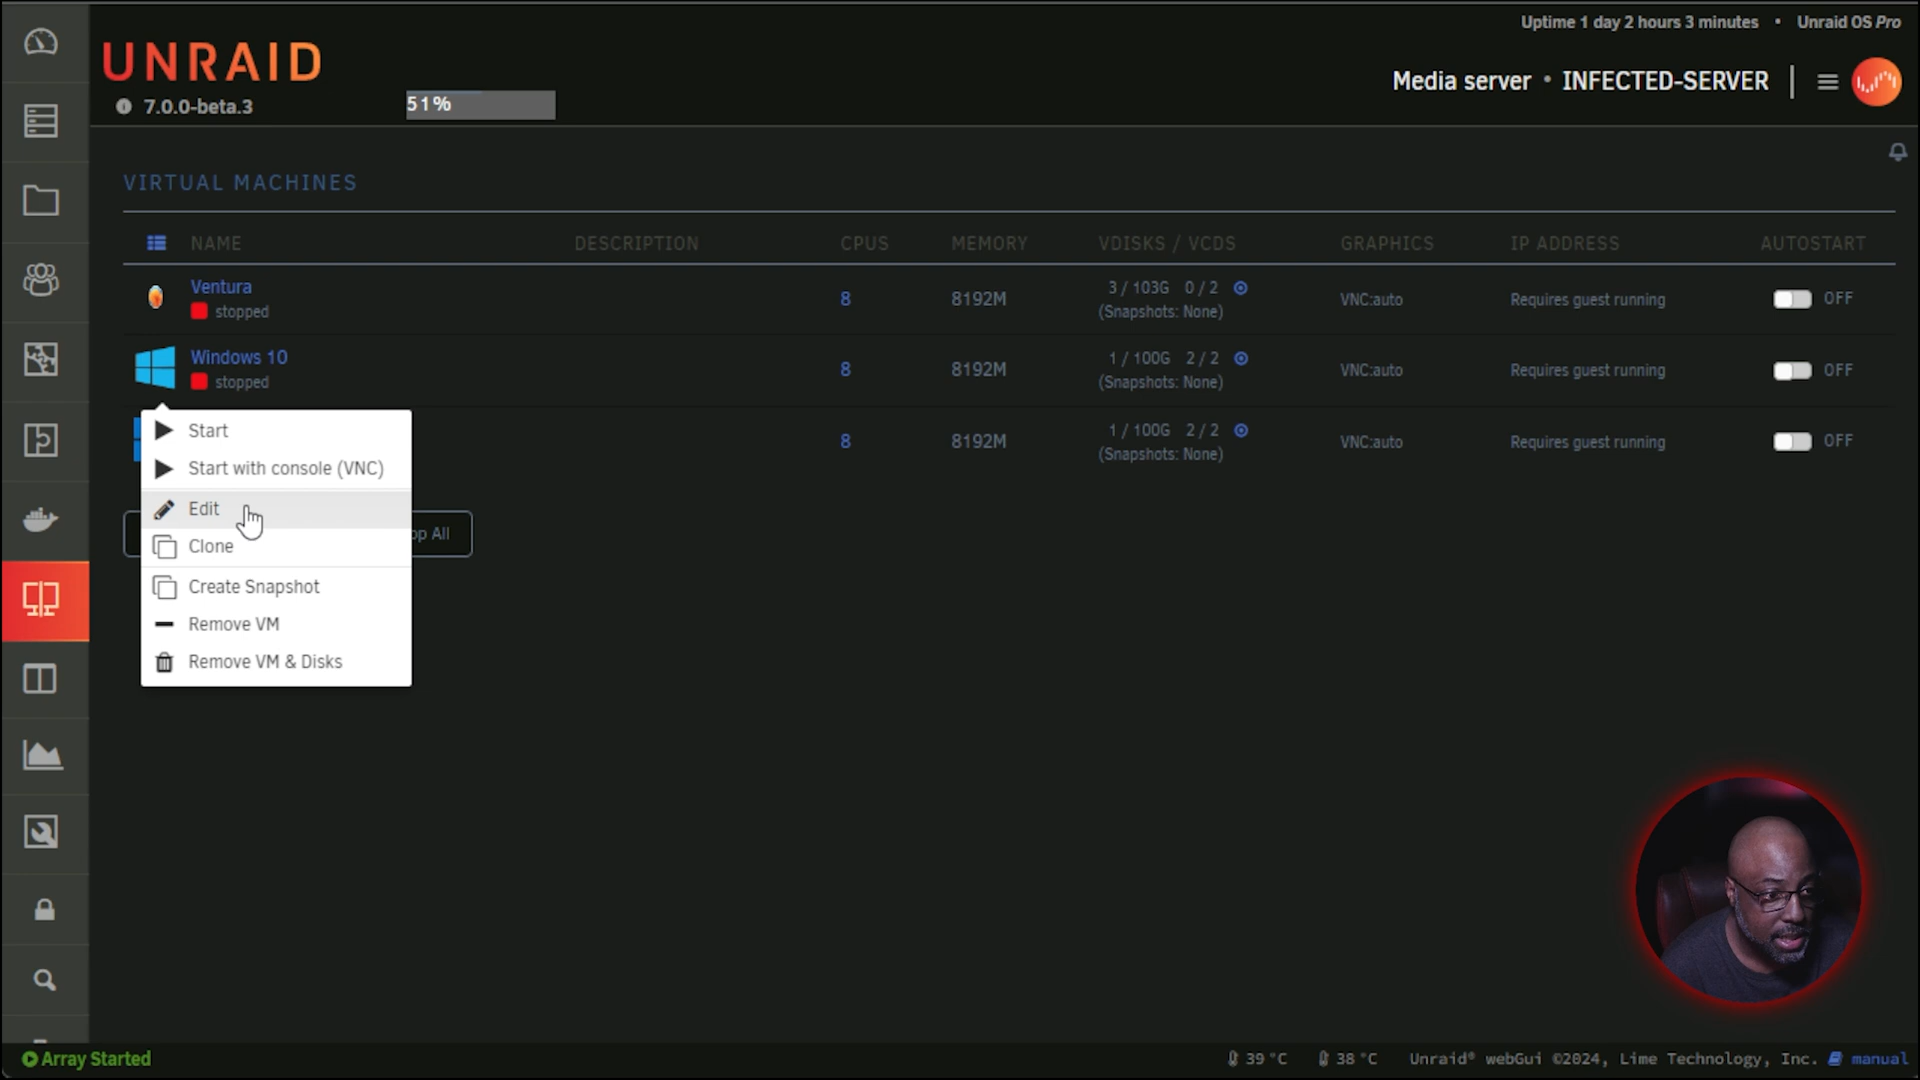 Uptime 1 day 2 hours 3 minutes • Unraid OS Pro
UNRAID
Media server • INFECTED-SERVER
7.0.0-beta.3
51%
VIRTUAL MACHINES
NAME DESCRIPTION CPUS MEMORY VDISKS / VCDS GRAPHICS IP ADDRESS AUTOSTART
Ventura
stopped
8 8192M
3 / 103G 0 / 2
(Snapshots: None)
VNC:auto Requires guest running OFF
Windows 10
stopped
8 8192M
1 / 100G 2 / 2
(Snapshots: None)
VNC:auto Requires guest running OFF
8 8192M
1 / 100G 2 / 2
(Snapshots: None)
VNC:auto Requires guest running OFF
Start
Start with console (VNC)
Edit
Clone
Create Snapshot
Remove VM
Remove VM & Disks
op All
Array Started
39 °C 38 °C Unraid® webGui ©2024, Lime Technology, Inc. manual